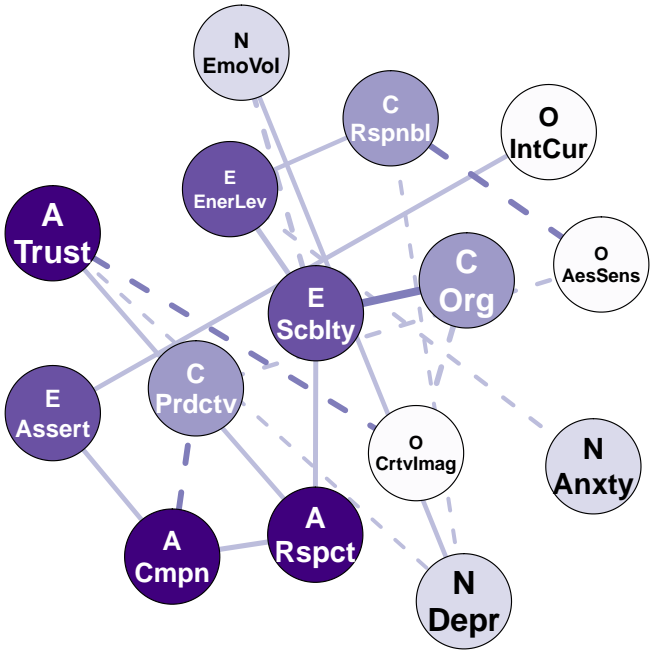 N
EmoVol
C
Rspnbl
O
IntCur
E
EnerLev
A
Trust
O
AesSens
C
Org
E
Scblty
C
Prdctv
E
Assert
O
CrtvImag
N
Anxty
A
Rspct
A
Cmpn
N
Depr